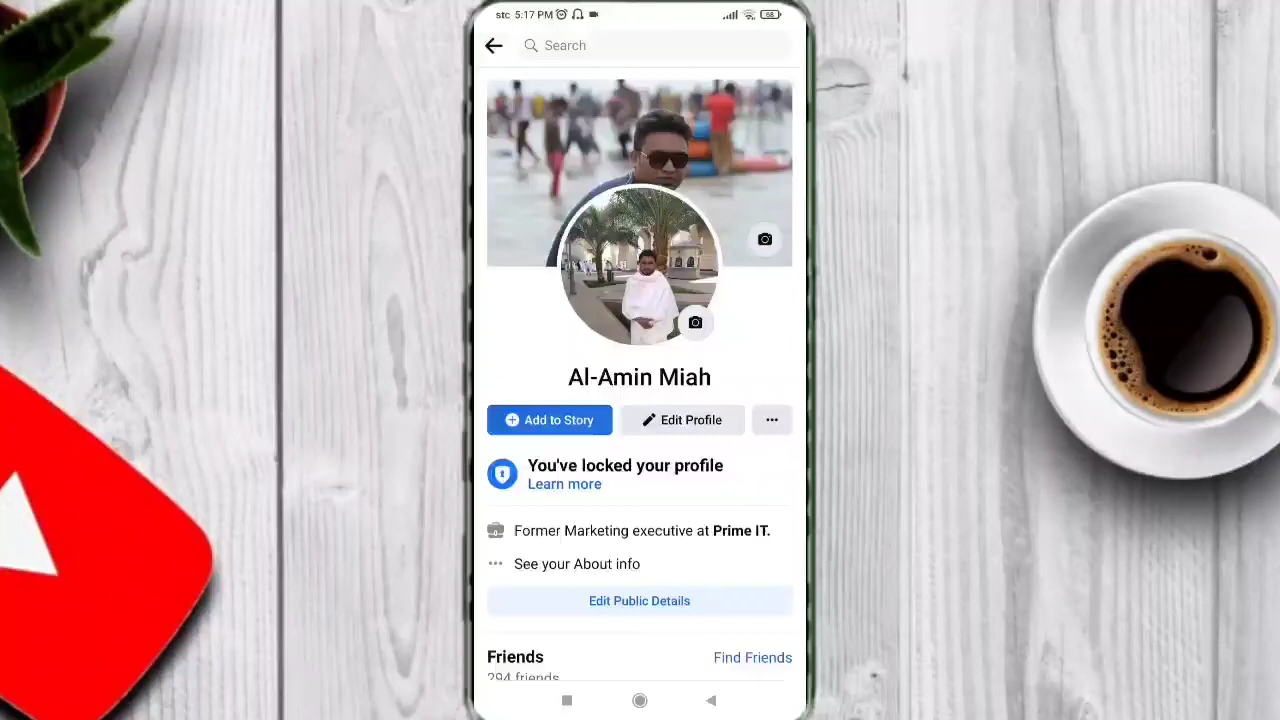 stc 5:17 PM
68
Search
Al-Amin Miah
Add to Story
Edit Profile
You've locked your profile
Learn more
Former Marketing executive at Prime IT.
See your About info
Edit Public Details
Friends
Find Friends
294 friends